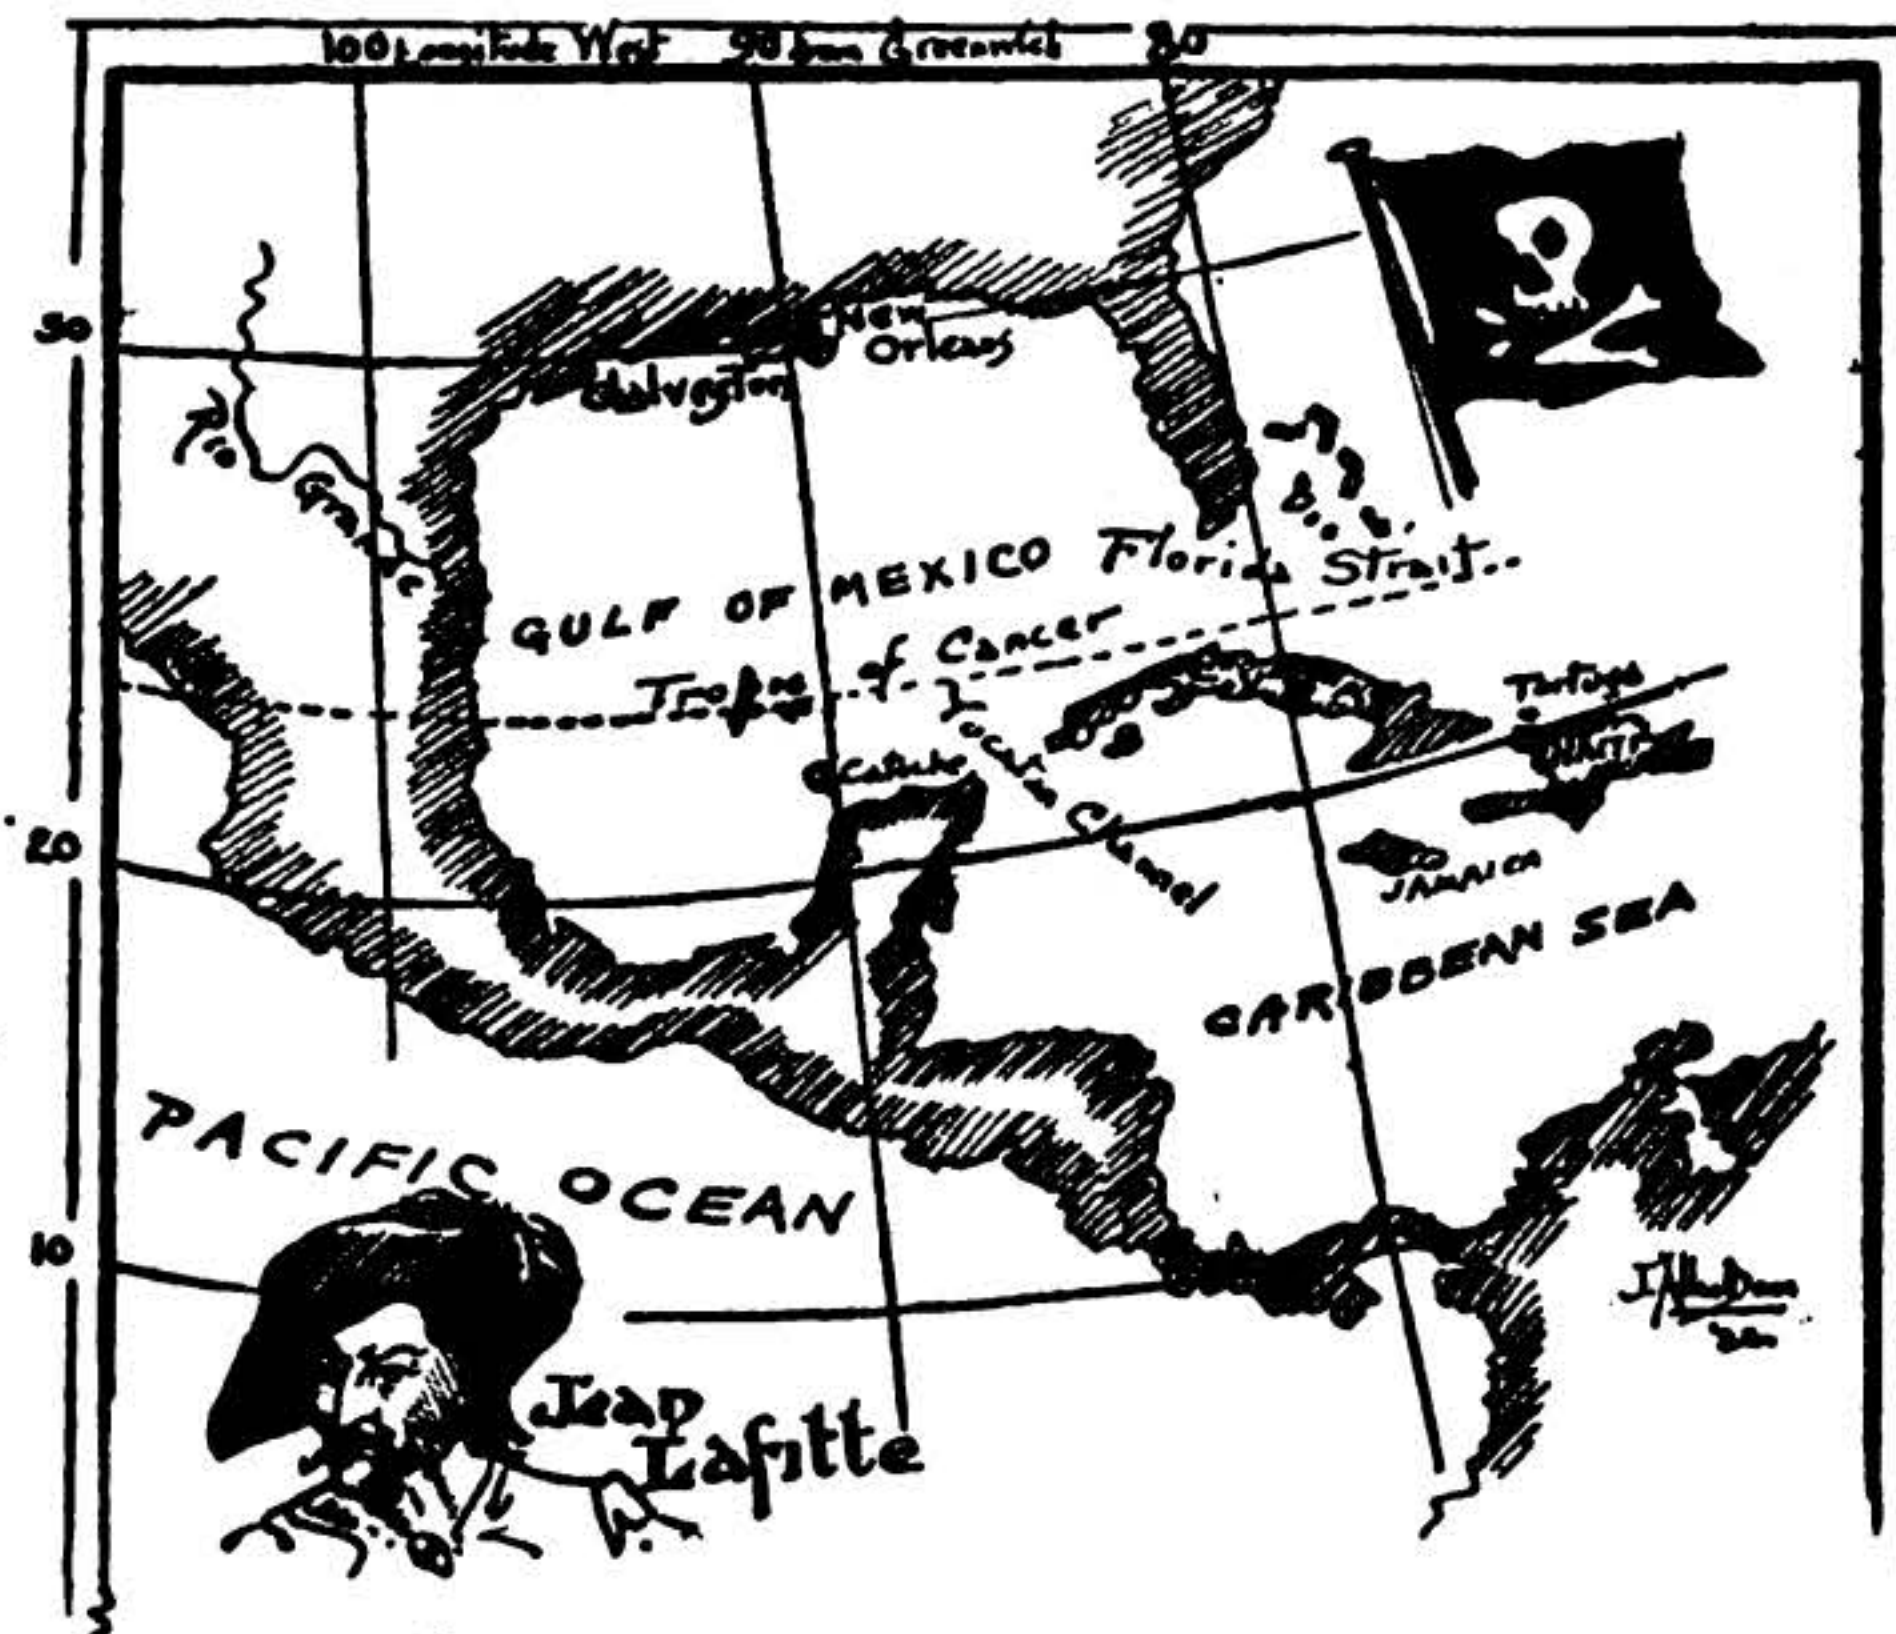 100 Longitude West 90 from Greenwich 80
30
New
Orleans
Galveston
Rio
Grande
GULF OF MEXICO
Florida Strait
Tropic of Cancer
Tortuga
HAITI
C Catoche
Yucatan Channel
20
JAMAICA
CARIBBEAN SEA
PACIFIC OCEAN
10
Jean
Lafitte